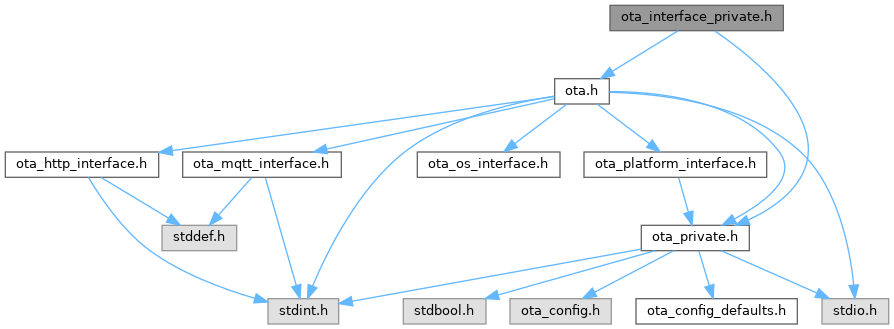 ota_interface_private.h
ota.h
ota_http_interface.h
ota_mqtt_interface.h
ota_os_interface.h
ota_platform_interface.h
stddef.h
ota_private.h
stdint.h
stdbool.h
ota_config.h
ota_config_defaults.h
stdio.h